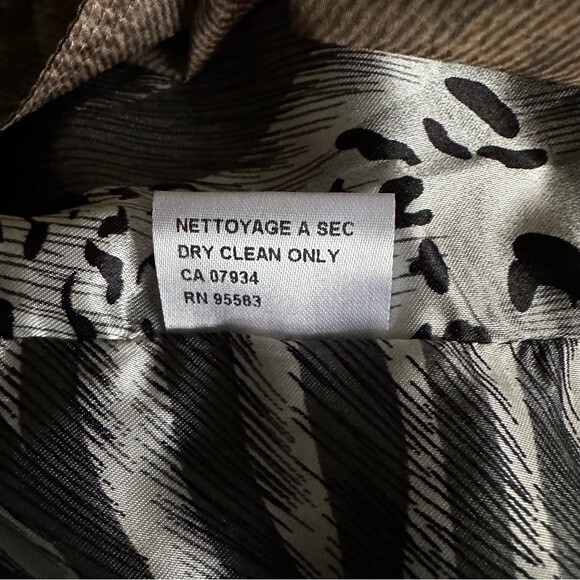 NETTOYAGE A SEC
DRY CLEAN ONLY
CA 07934
RN 95583